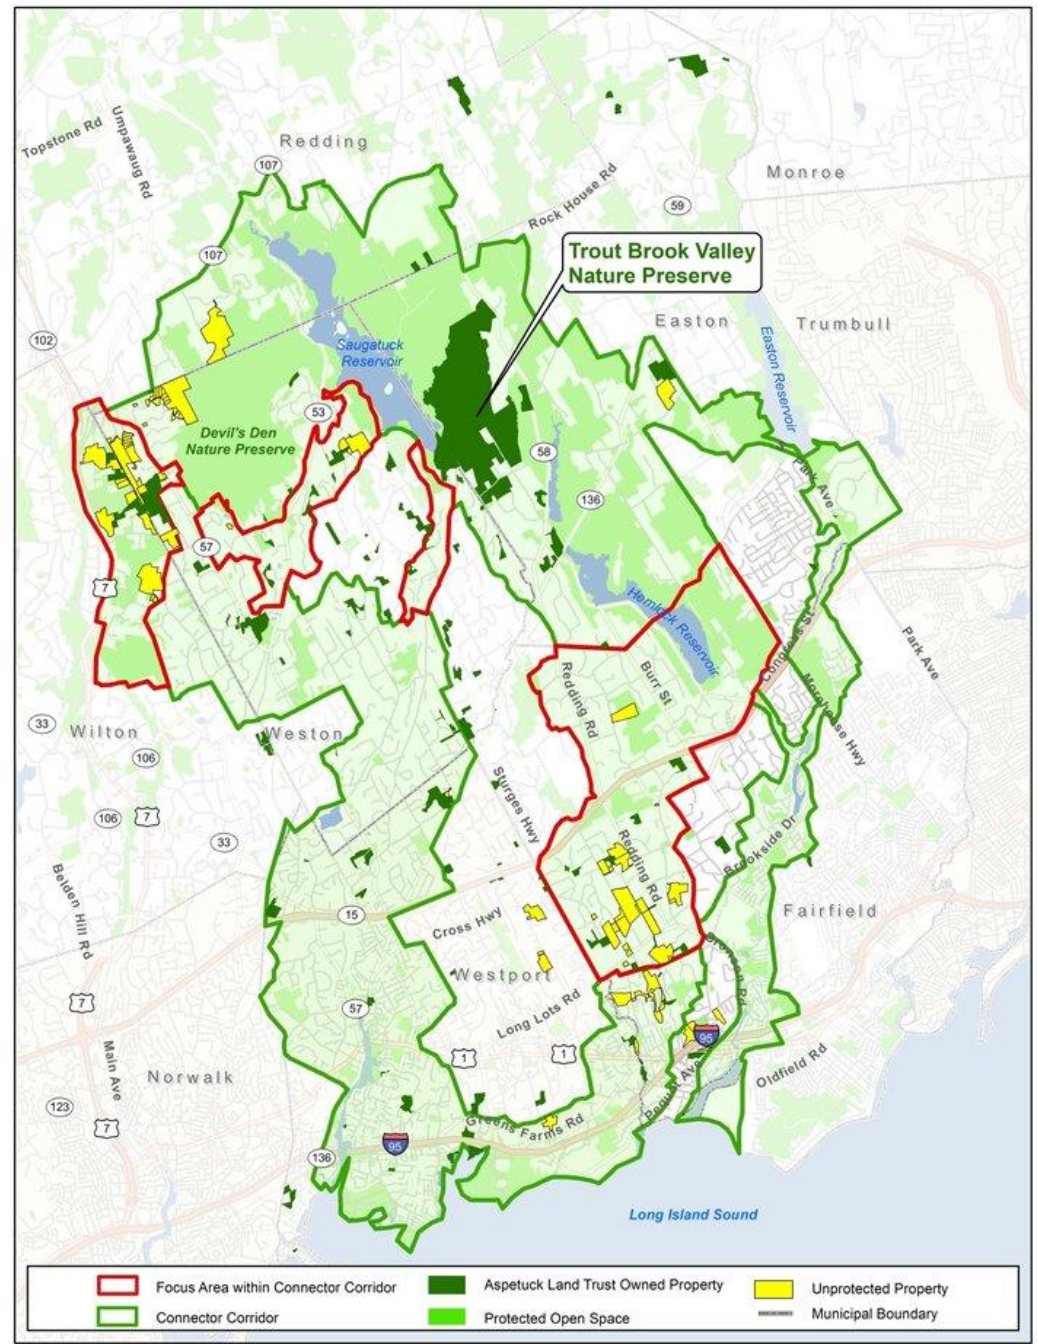 Redding
Topstone Rd
Umpawaug Rd
107
Monroe
Rock House Rd
59
107
Trout Brook Valley
Nature Preserve
Easton
Trumbull
102
Saugatuck
Reservoir
Easton Reservoir
53
Devil's Den
Nature Preserve
58
Park Ave
136
57
7
Hemlock Reservoir
Congress St
Park Ave
Redding Rd
Burr St
Morehouse Hwy
33
Wilton
Weston
106
Sturges Hwy
106
7
33
Brookside Dr
Redding Rd
Belden Hill Rd
15
Cross Hwy
Fairfield
Bronson Rd
Westport
7
57
Long Lots Rd
95
1
1
Main Ave
Norwalk
Oldfield Rd
Pequot Ave
123
7
Greens Farms Rd
95
136
Long Island Sound
Focus Area within Connector Corridor
Aspetuck Land Trust Owned Property
Unprotected Property
Connector Corridor
Protected Open Space
Municipal Boundary